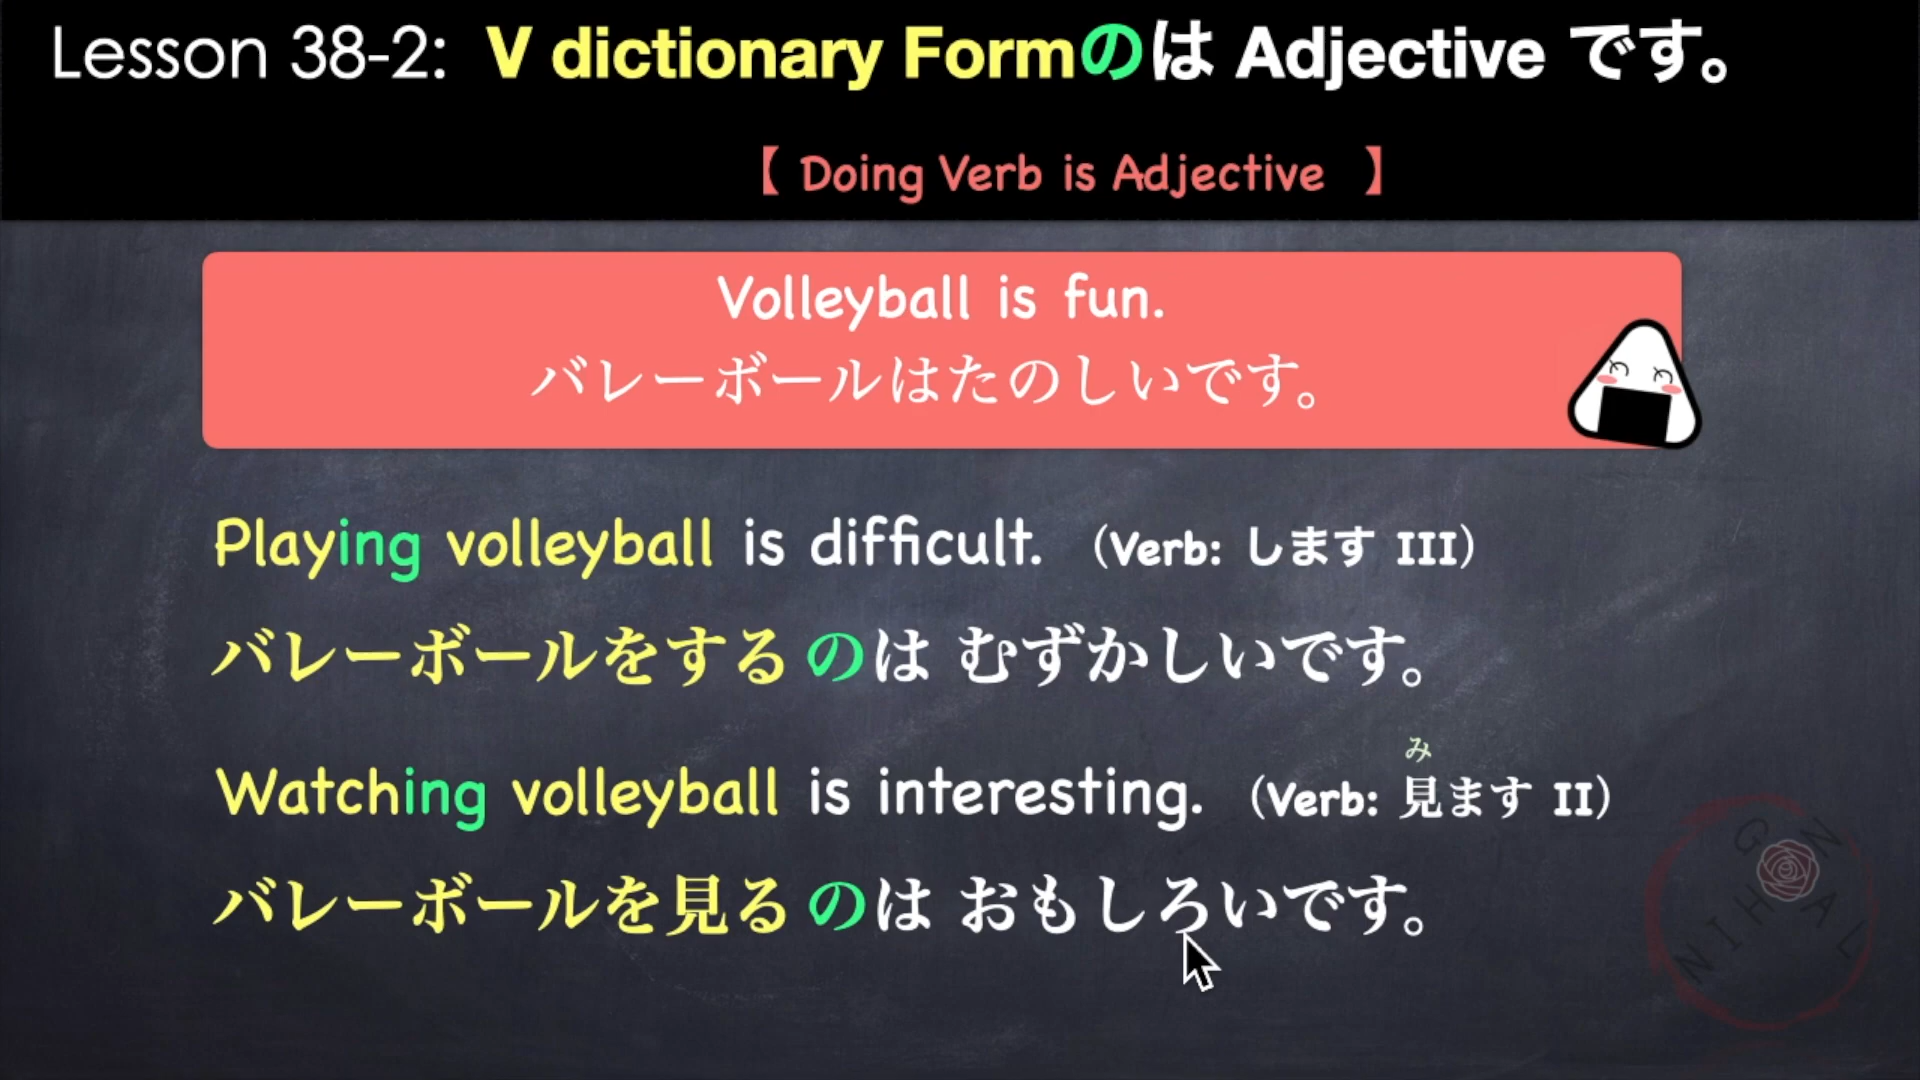 Lesson 38-2: V dictionary Formのは Adjective です。
【 Doing Verb is Adjective 】
Volleyball is fun.
バレーボールはたのしいです。
Playing volleyball is difficult. (Verb: します III)
バレーボールをする のは むずかしいです。
み
Watching volleyball is interesting. (Verb: 見ます II)
バレーボールを見る のは おもしろいです。
NIHONGOAL